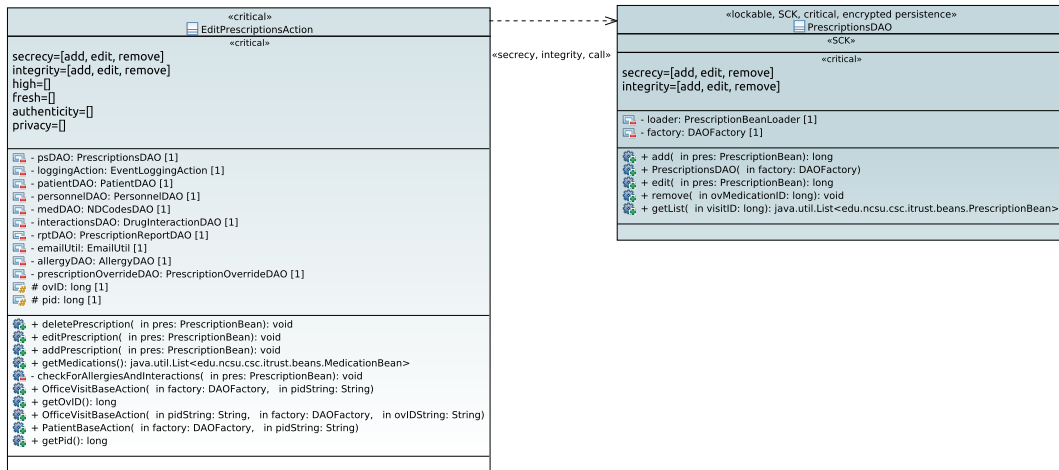 «critical»
EditPrescriptionsAction
«critical»
secrecy=[add, edit, remove]
integrity=[add, edit, remove]
high=[]
fresh=[]
authenticity=[]
privacy=[]
- psDAO: PrescriptionsDAO [1]
- loggingAction: EventLoggingAction [1]
- patientDAO: PatientDAO [1]
- personnelDAO: PersonnelDAO [1]
- medDAO: NDCodesDAO [1]
- interactionsDAO: DrugInteractionDAO [1]
- rptDAO: PrescriptionReportDAO [1]
- emailUtil: EmailUtil [1]
- allergyDAO: AllergyDAO [1]
- prescriptionOverrideDAO: PrescriptionOverrideDAO [1]
# ovID: long [1]
# pid: long [1]
+ deletePrescription( in pres: PrescriptionBean): void
+ editPrescription( in pres: PrescriptionBean): void
+ addPrescription( in pres: PrescriptionBean): void
+ getMedications(): java.util.List<edu.ncsu.csc.itrust.beans.MedicationBean>
- checkForAllergiesAndInteractions( in pres: PrescriptionBean): void
+ OfficeVisitBaseAction( in factory: DAOFactory, in pidString: String)
+ getOvID(): long
+ OfficeVisitBaseAction( in pidString: String, in factory: DAOFactory, in ovIDString: String)
+ PatientBaseAction( in factory: DAOFactory, in pidString: String)
+ getPid(): long
«secrecy, integrity, call»
«lockable, SCK, critical, encrypted persistence»
PrescriptionsDAO
«SCK»
«critical»
secrecy=[add, edit, remove]
integrity=[add, edit, remove]
- loader: PrescriptionBeanLoader [1]
- factory: DAOFactory [1]
+ add( in pres: PrescriptionBean): long
+ PrescriptionsDAO( in factory: DAOFactory)
+ edit( in pres: PrescriptionBean): long
+ remove( in ovMedicationID: long): void
+ getList( in visitID: long): java.util.List<edu.ncsu.csc.itrust.beans.PrescriptionBean>